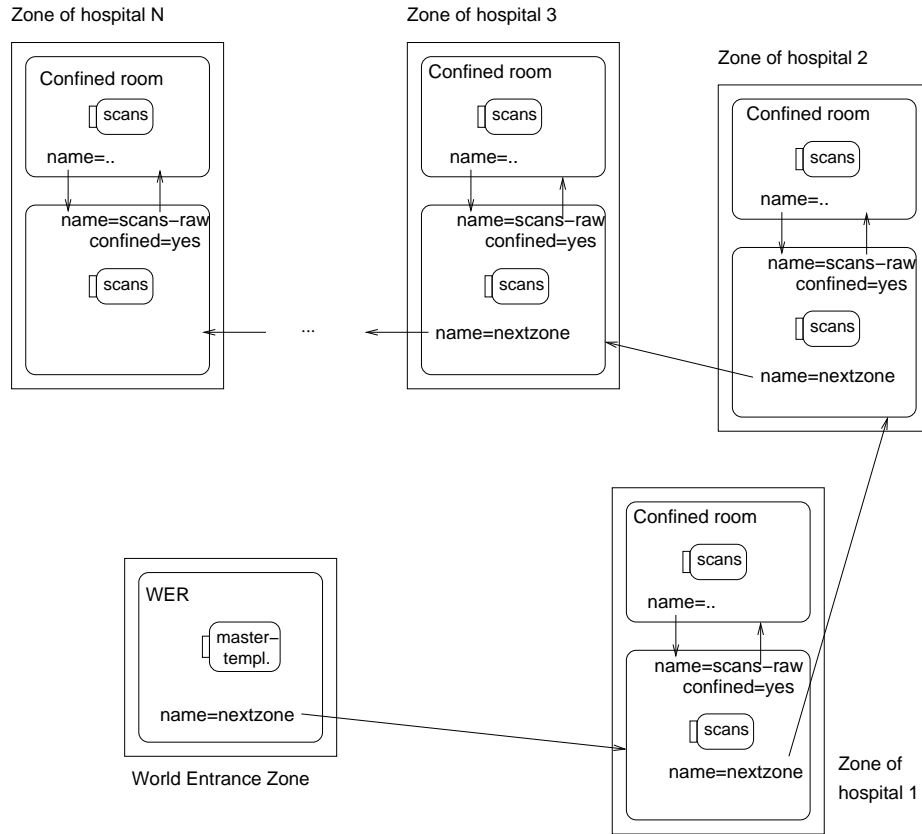 Zone of hospital N
Confined room
scans
name=..
name=scans−raw
confined=yes
scans
...
Zone of hospital 3
Confined room
scans
name=..
name=scans−raw
confined=yes
scans
name=nextzone
Zone of hospital 2
Confined room
scans
name=..
name=scans−raw
confined=yes
scans
name=nextzone
WER
master−
templ.
name=nextzone
World Entrance Zone
Confined room
scans
name=..
name=scans−raw
confined=yes
scans
name=nextzone
Zone of
hospital 1